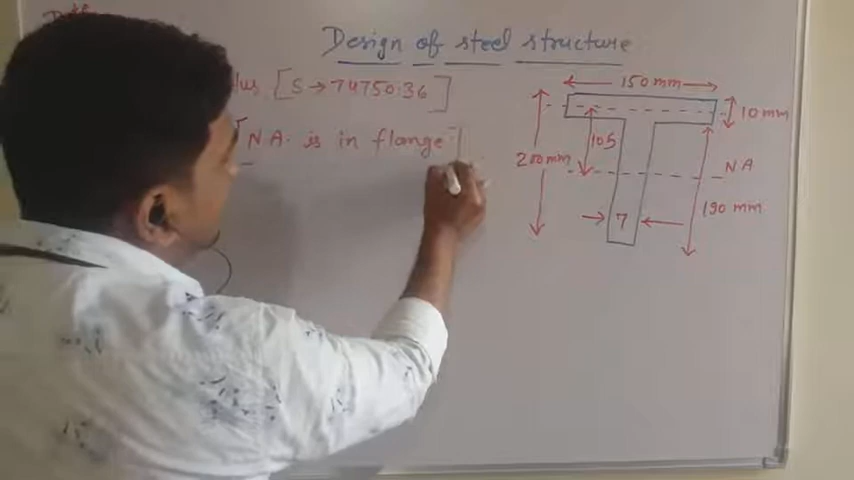 Design of steel structure
lus [S → 74750.36]
[N A. is in flange]
150 mm
10 mm
105
200 mm
N A
190 mm
7